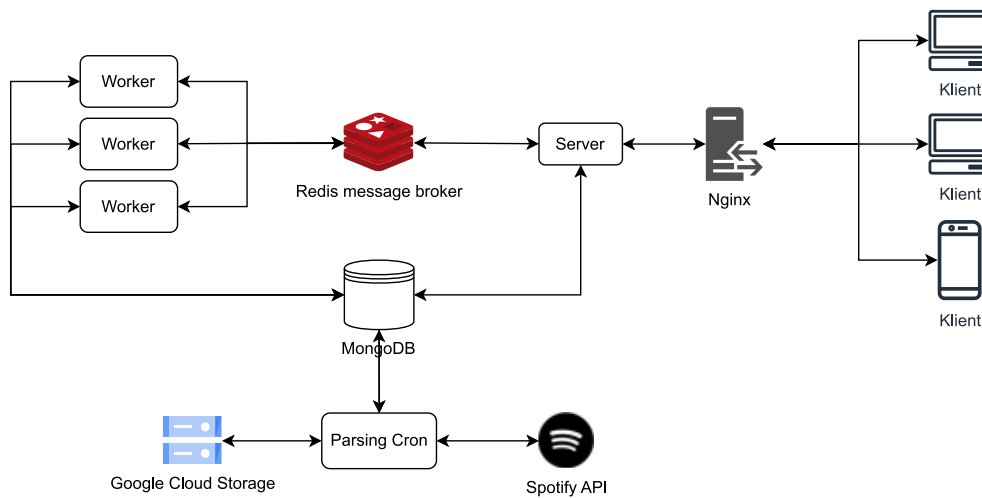 Worker
Worker
Worker
Redis message broker
Server
Nginx
Klient
Klient
Klient
MongoDB
Parsing Cron
Google Cloud Storage
Spotify API